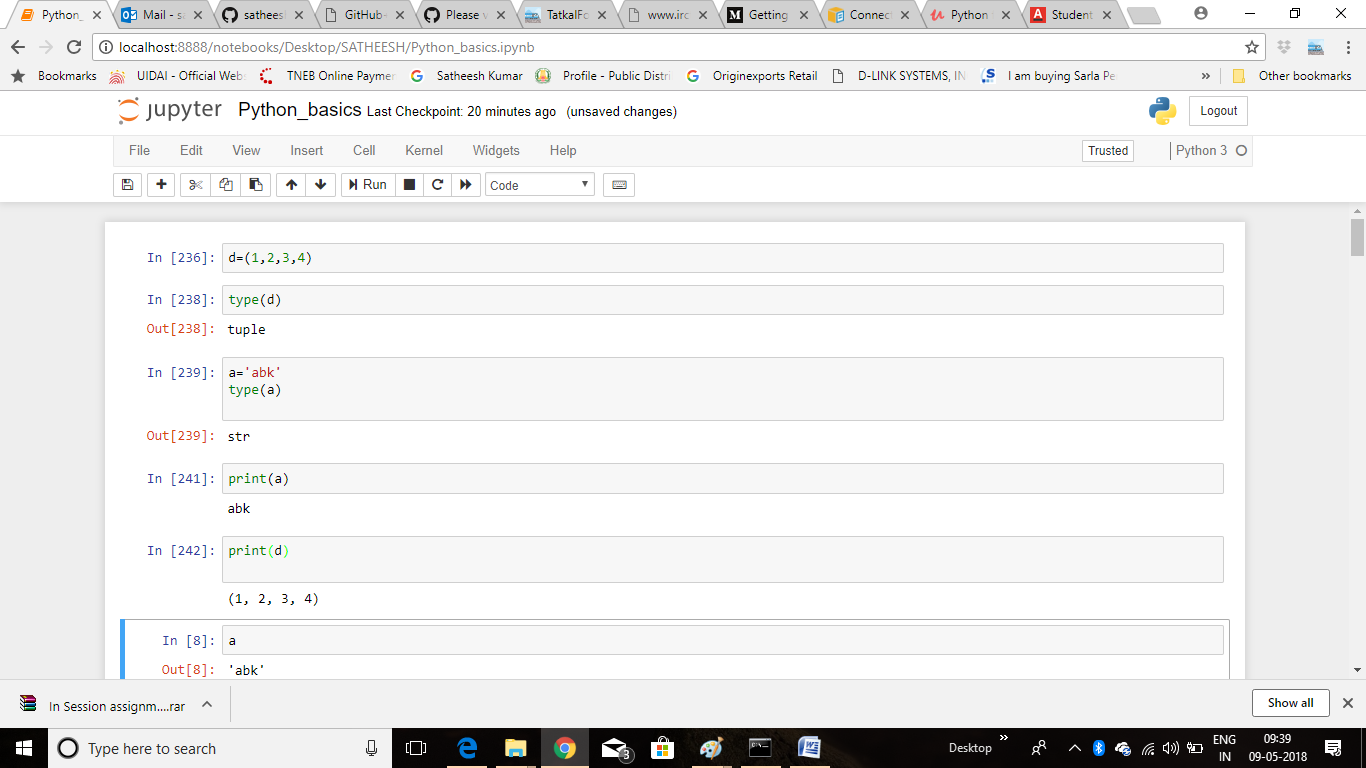 Python_
Mail - sa
satheesh
GitHub-
Please v
TatkalFo
www.irc
Getting
Connect
Python
Student
localhost:8888/notebooks/Desktop/SATHEESH/Python_basics.ipynb
Bookmarks UIDAI - Official Webs TNEB Online Paymer Satheesh Kumar Profile - Public Distri Originexports Retail D-LINK SYSTEMS, IN I am buying Sarla Pe » Other bookmarks
jupyter Python_basics Last Checkpoint: 20 minutes ago (unsaved changes) Logout
File Edit View Insert Cell Kernel Widgets Help Trusted Python 3
Run Code
In [236]: d=(1,2,3,4)
In [238]: type(d)
Out[238]: tuple
In [239]: a='abk'
type(a)
Out[239]: str
In [241]: print(a)
abk
In [242]: print(d)
(1, 2, 3, 4)
In [8]: a
Out[8]: 'abk'
In Session assignm....rar Show all
Type here to search 3 Desktop » ENG 09:39
IN 09-05-2018